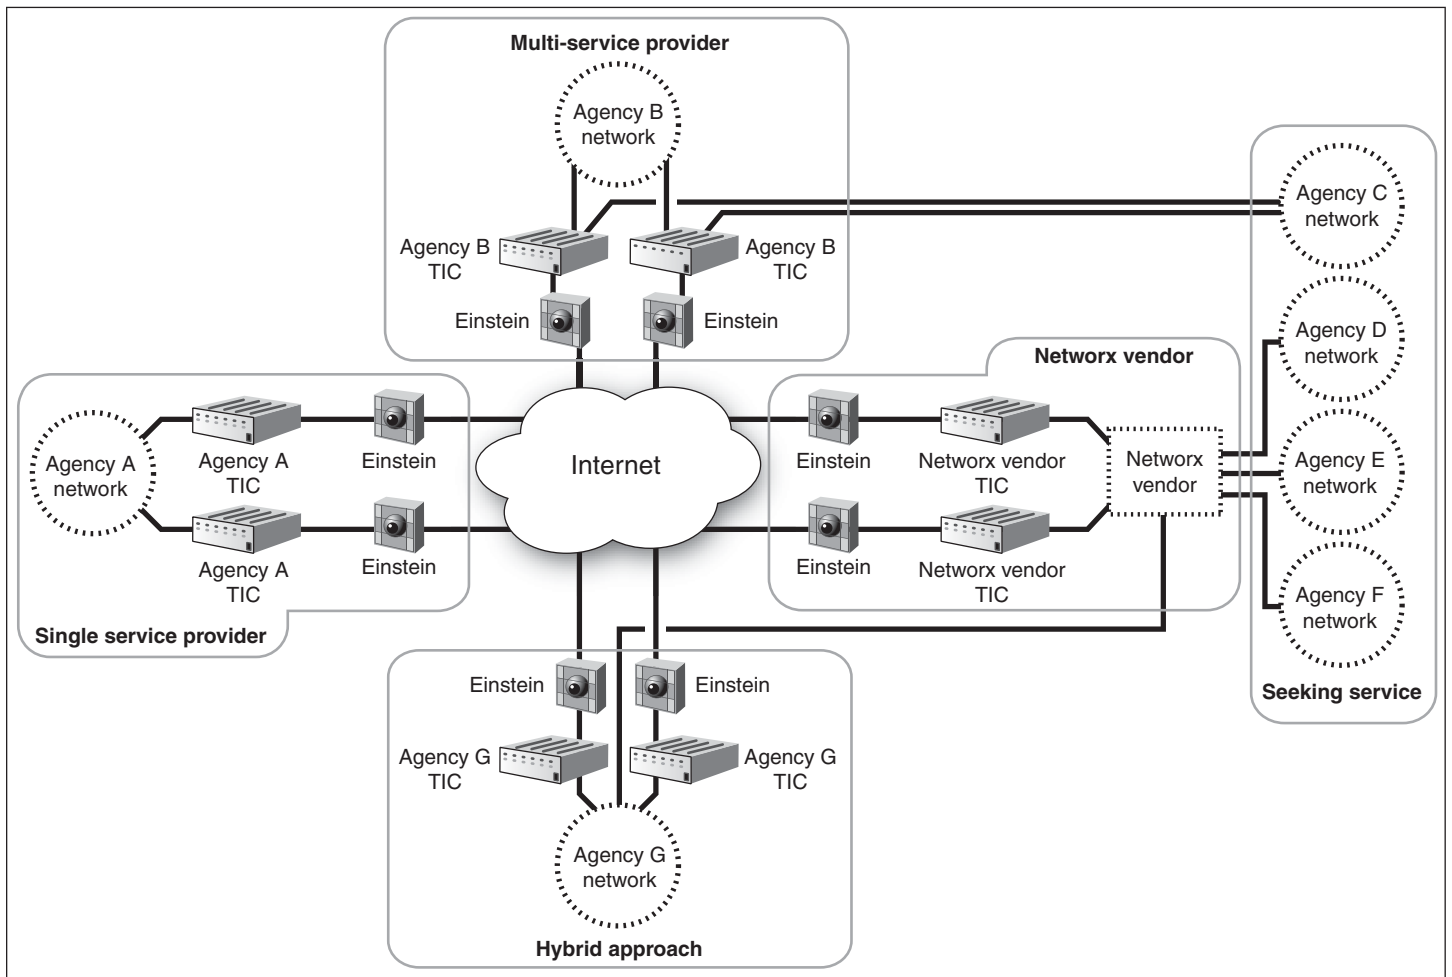 Multi-service provider
Agency B
network
Agency B
TIC
Agency B
TIC
Einstein
Einstein
Agency C
network
Agency D
network
Agency E
network
Agency F
network
Seeking service
Networx vendor
Einstein
Networx vendor
TIC
Einstein
Networx vendor
TIC
Networx
vendor
Internet
Agency A
network
Agency A
TIC
Einstein
Agency A
TIC
Einstein
Single service provider
Einstein
Einstein
Agency G
TIC
Agency G
TIC
Agency G
network
Hybrid approach